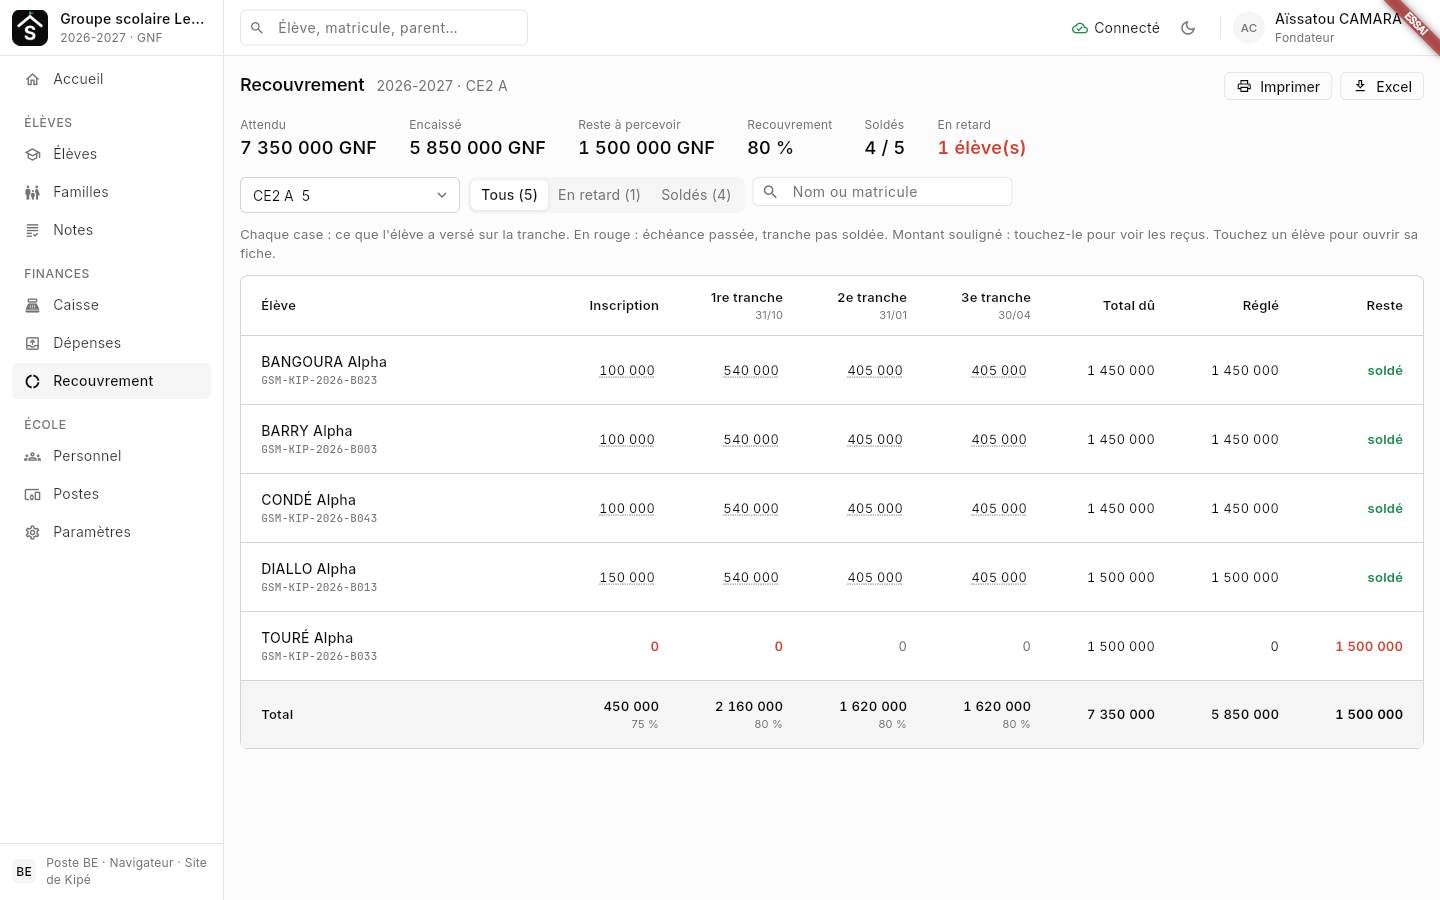 Groupe scolaire Le...
2026-2027 · GNF
Élève, matricule, parent...
Connecté
AC
Aïssatou CAMARA
Fondateur
ESSAI
Accueil
ÉLÈVES
Élèves
Familles
Notes
FINANCES
Caisse
Dépenses
Recouvrement
ÉCOLE
Personnel
Postes
Paramètres
BE
Poste BE · Navigateur · Site
de Kipé
Recouvrement 2026-2027 · CE2 A
Imprimer
Excel
Attendu
7 350 000 GNF
Encaissé
5 850 000 GNF
Reste à percevoir
1 500 000 GNF
Recouvrement
80 %
Soldés
4 / 5
En retard
1 élève(s)
CE2 A 5
Tous (5)
En retard (1)
Soldés (4)
Nom ou matricule
Chaque case : ce que l'élève a versé sur la tranche. En rouge : échéance passée, tranche pas soldée. Montant souligné : touchez-le pour voir les reçus. Touchez un élève pour ouvrir sa
fiche.
Élève Inscription 1re tranche 2e tranche 3e tranche Total dû Réglé Reste
31/10 31/01 30/04
BANGOURA Alpha 100 000 540 000 405 000 405 000 1 450 000 1 450 000 soldé
GSM-KIP-2026-B023
BARRY Alpha 100 000 540 000 405 000 405 000 1 450 000 1 450 000 soldé
GSM-KIP-2026-B003
CONDÉ Alpha 100 000 540 000 405 000 405 000 1 450 000 1 450 000 soldé
GSM-KIP-2026-B043
DIALLO Alpha 150 000 540 000 405 000 405 000 1 500 000 1 500 000 soldé
GSM-KIP-2026-B013
TOURÉ Alpha 0 0 0 0 1 500 000 0 1 500 000
GSM-KIP-2026-B033
Total 450 000 2 160 000 1 620 000 1 620 000 7 350 000 5 850 000 1 500 000
75 % 80 % 80 % 80 %